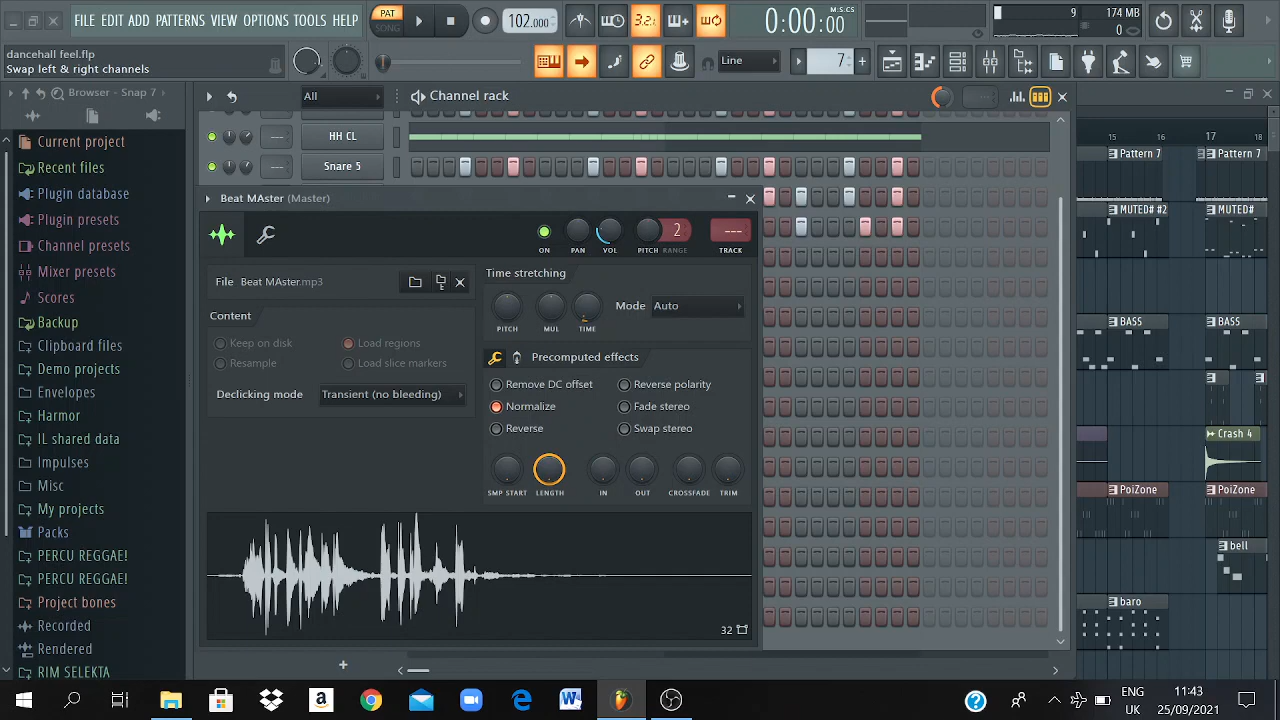 FILE EDIT ADD PATTERNS VIEW OPTIONS TOOLS HELP
PAT
SONG
102.000
3.2.1
0:00:00
M:S:CS
9
174 MB
0
dancehall feel.flp
Swap left & right channels
Line
7
Browser - Snap 7
All
Channel rack
Current project
Recent files
Plugin database
Plugin presets
Channel presets
Mixer presets
Scores
Backup
Clipboard files
Demo projects
Envelopes
Harmor
IL shared data
Impulses
Misc
My projects
Packs
PERCU REGGAE!
PERCU REGGAE!
Project bones
Recorded
Rendered
RIM SELEKTA
---
HH CL
---
Snare 5
Beat MAster (Master)
ON
PAN
VOL
PITCH
2
RANGE
---
TRACK
File Beat MAster.mp3
Content
Keep on disk
Load regions
Resample
Load slice markers
Declicking mode
Transient (no bleeding)
Time stretching
PITCH
MUL
TIME
Mode
Auto
Precomputed effects
Remove DC offset
Reverse polarity
Normalize
Fade stereo
Reverse
Swap stereo
SMP START
LENGTH
IN
OUT
CROSSFADE
TRIM
32
15
16
17
18
Pattern 7
Pattern 7
MUTED# #2
MUTED#
BASS
BASS
Crash 4
PoiZone
PoiZone
bell
baro
ENG
UK
11:43
25/09/2021